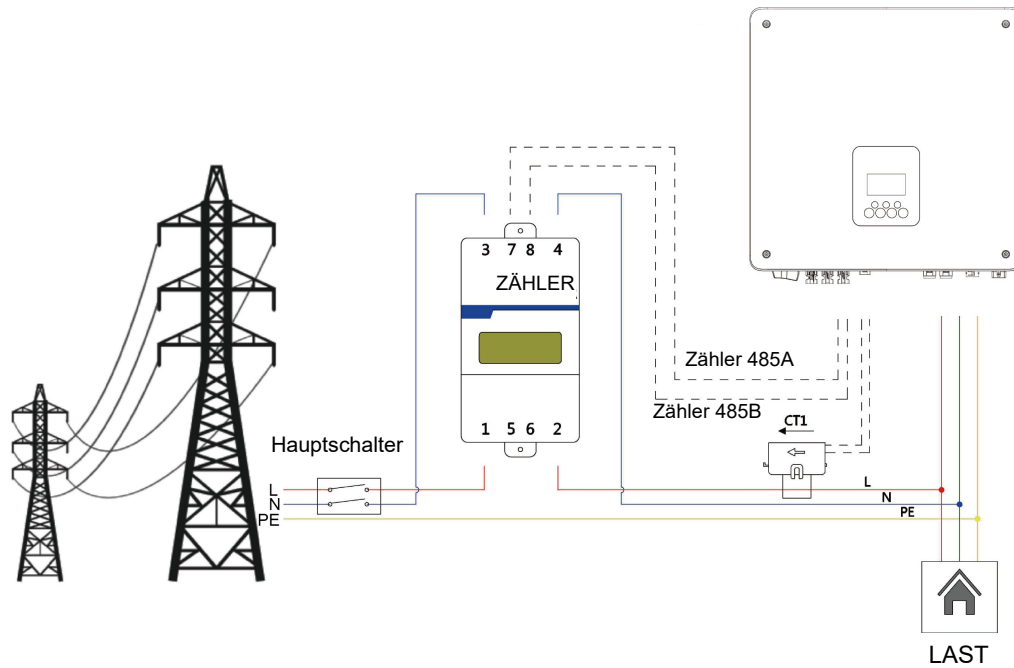 3 7 8 4
ZÄHLER
Zähler 485A
Zähler 485B
CT1
1 5 6 2
Hauptschalter
L
N
PE
L
N
PE
LAST